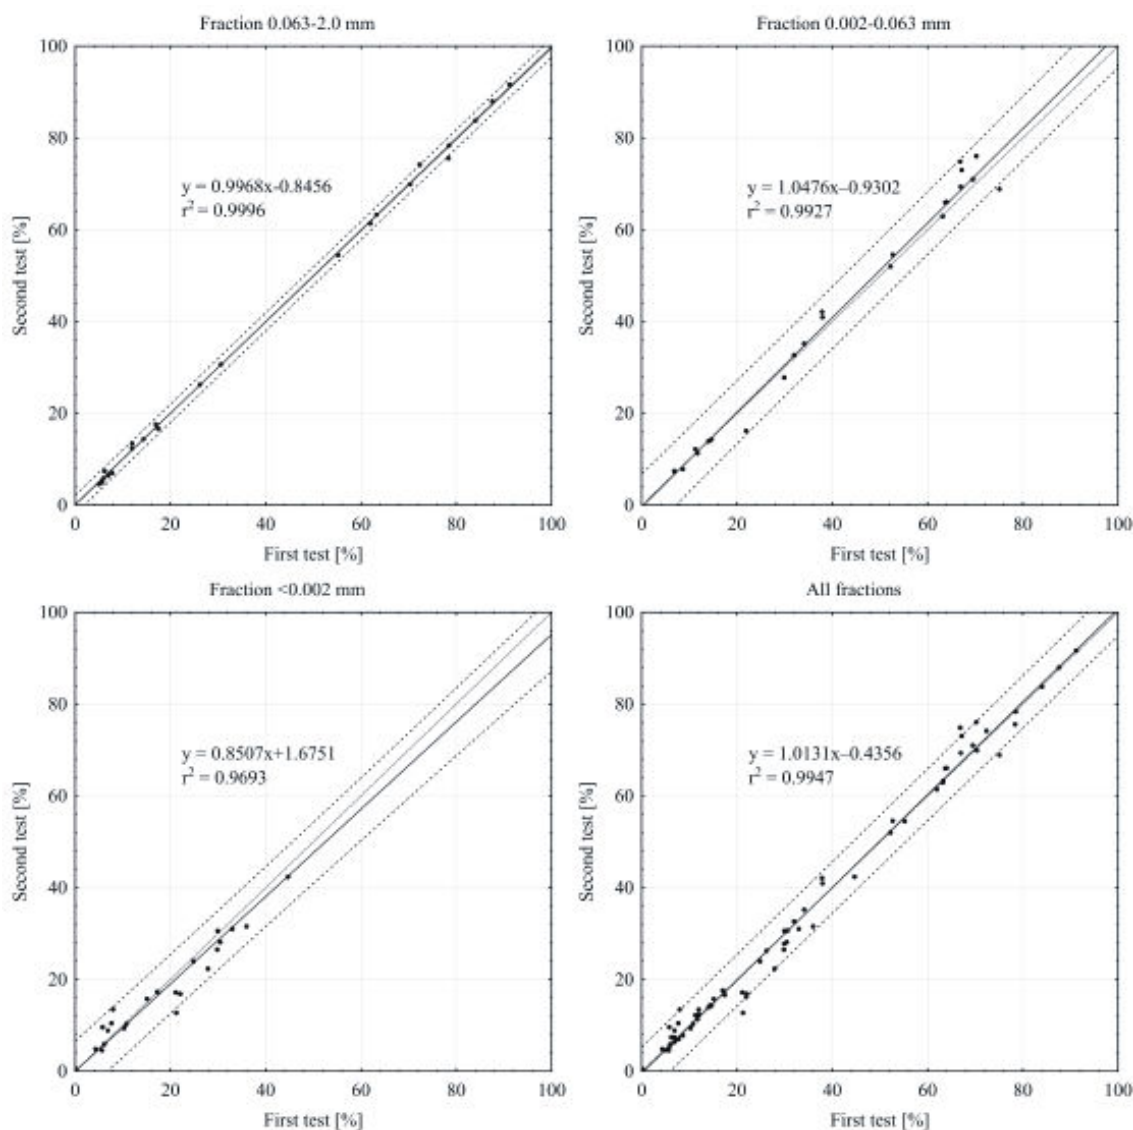 Fraction 0.063-2.0 mm
100
80
60
40
20
0
Second test [%]
y = 0.9968x-0.8456
r² = 0.9996
0 20 40 60 80 100
First test [%]
Fraction 0.002-0.063 mm
100
80
60
40
20
0
Second test [%]
y = 1.0476x–0.9302
r² = 0.9927
0 20 40 60 80 100
First test [%]
Fraction <0.002 mm
100
80
60
40
20
0
Second test [%]
y = 0.8507x+1.6751
r² = 0.9693
0 20 40 60 80 100
First test [%]
All fractions
100
80
60
40
20
0
Second test [%]
y = 1.0131x–0.4356
r² = 0.9947
0 20 40 60 80 100
First test [%]